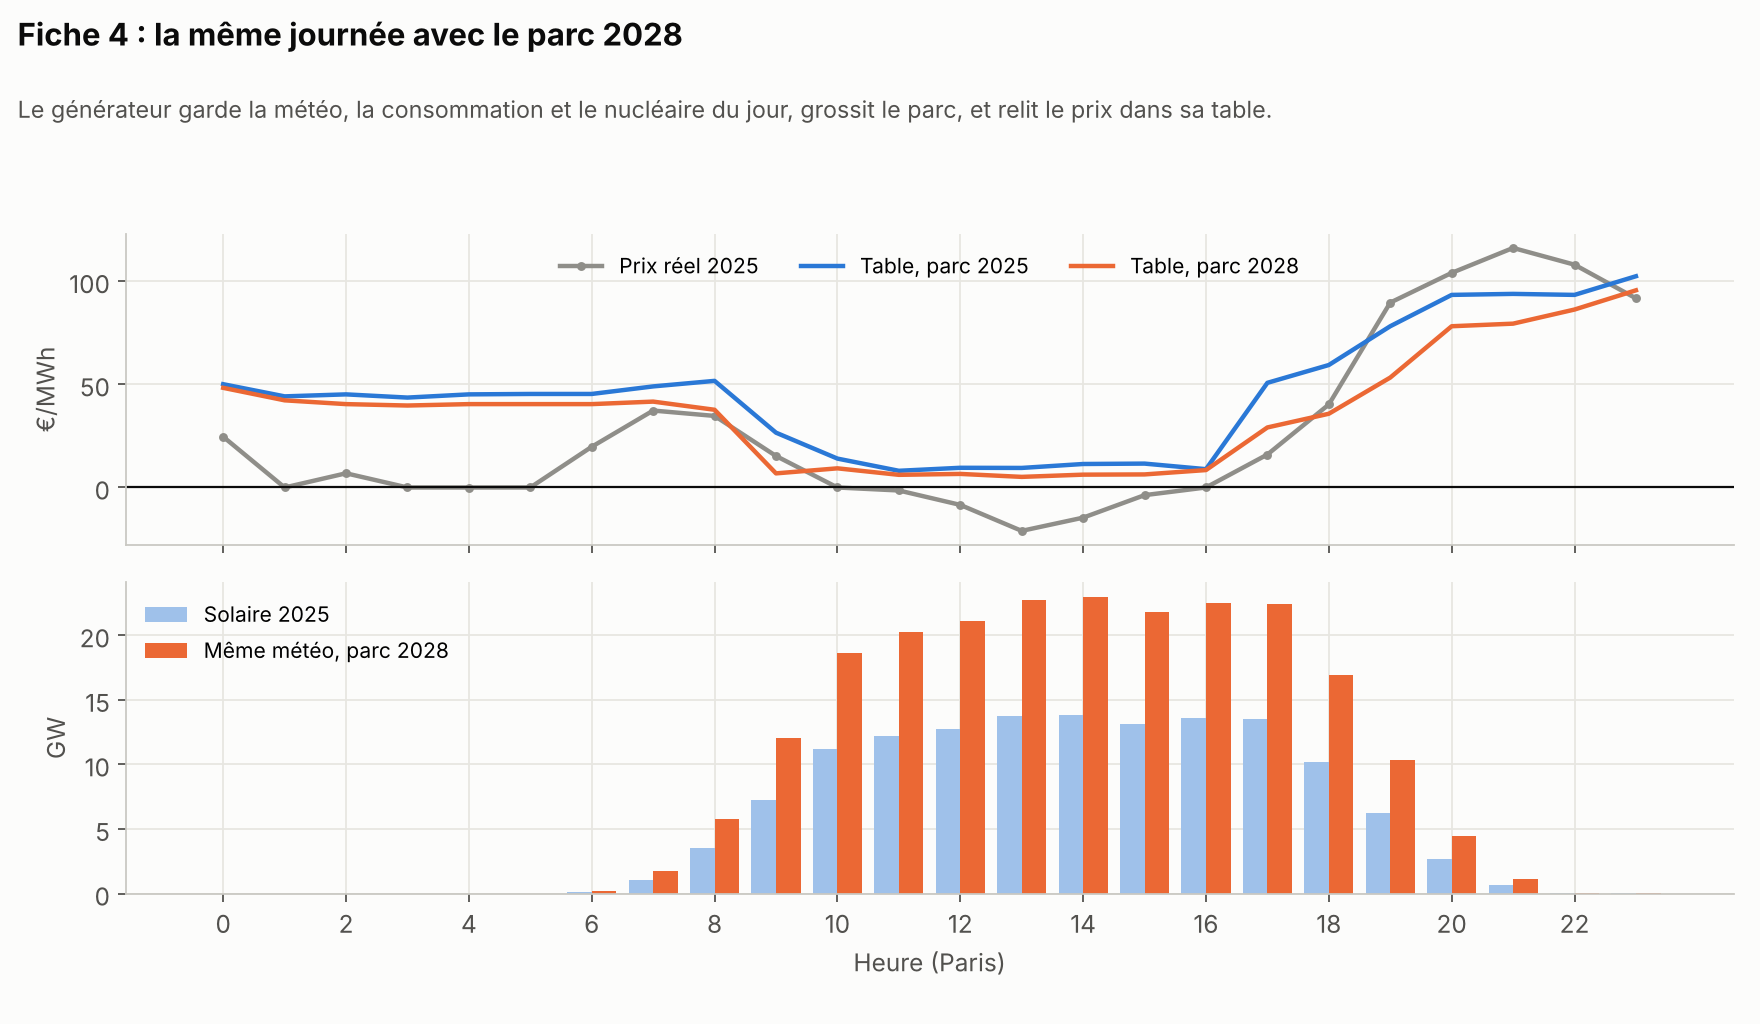 Fiche 4 : la même journée avec le parc 2028
Le générateur garde la météo, la consommation et le nucléaire du jour, grossit le parc, et relit le prix dans sa table.
Prix réel 2025
Table, parc 2025
Table, parc 2028
100
50
0
€/MWh
Solaire 2025
Même météo, parc 2028
20
15
10
5
0
GW
0 2 4 6 8 10 12 14 16 18 20 22
Heure (Paris)